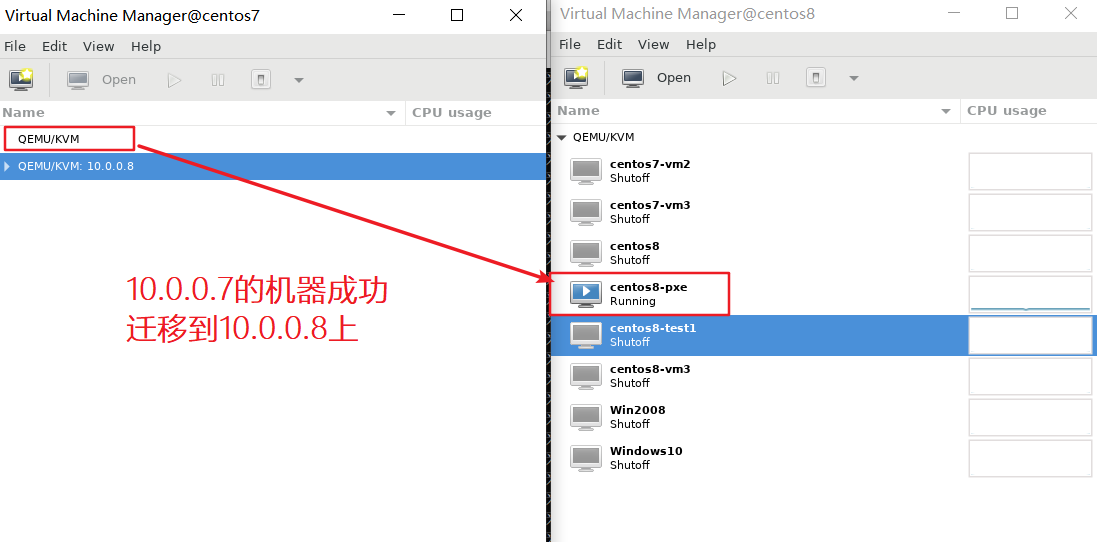 Virtual Machine Manager@centos7
File Edit View Help
Open
Name CPU usage
QEMU/KVM
QEMU/KVM: 10.0.0.8
10.0.0.7的机器成功
迁移到10.0.0.8上
Virtual Machine Manager@centos8
File Edit View Help
Open
Name CPU usage
QEMU/KVM
centos7-vm2
Shutoff
centos7-vm3
Shutoff
centos8
Shutoff
centos8-pxe
Running
centos8-test1
Shutoff
centos8-vm3
Shutoff
Win2008
Shutoff
Windows10
Shutoff